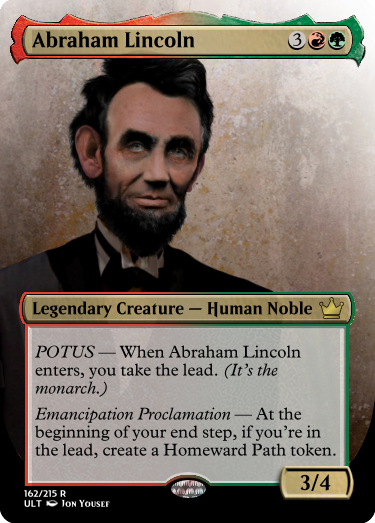 Abraham Lincoln 3
Legendary Creature — Human Noble
POTUS — When Abraham Lincoln
enters, you take the lead. (It's the
monarch.)
Emancipation Proclamation — At the
beginning of your end step, if you're in
the lead, create a Homeward Path token.
3/4
162/215 R
ULT Jon Yousef